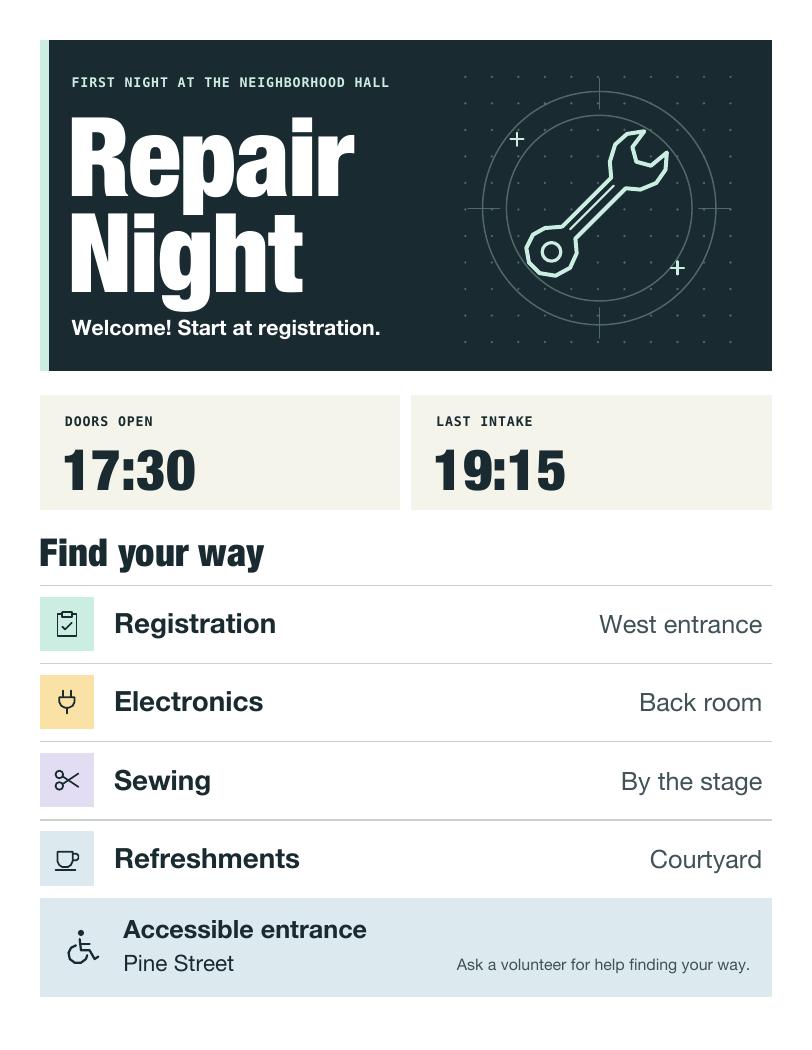 FIRST NIGHT AT THE NEIGHBORHOOD HALL
Repair
Night
Welcome! Start at registration.
DOORS OPEN
17:30
LAST INTAKE
19:15
Find your way
Registration
West entrance
Electronics
Back room
Sewing
By the stage
Refreshments
Courtyard
Accessible entrance
Pine Street
Ask a volunteer for help finding your way.